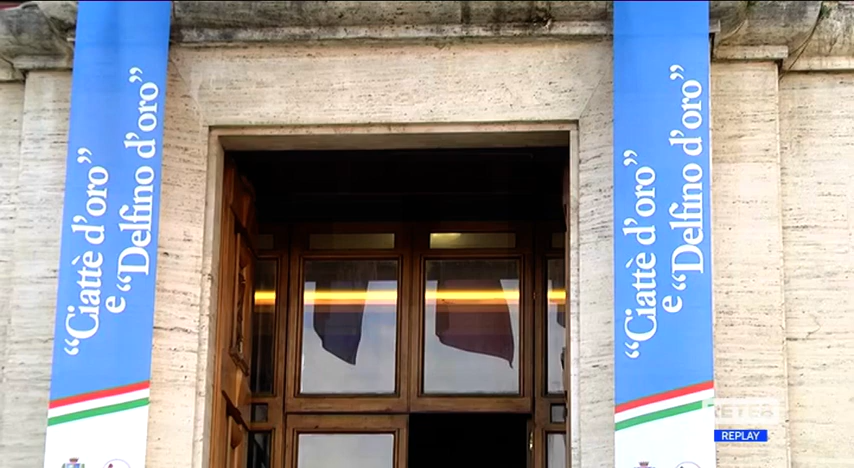 “Ciattè d’oro”
e “Delfino d’oro”
“Ciattè d’oro”
e “Delfino d’oro”
RETE8
REPLAY